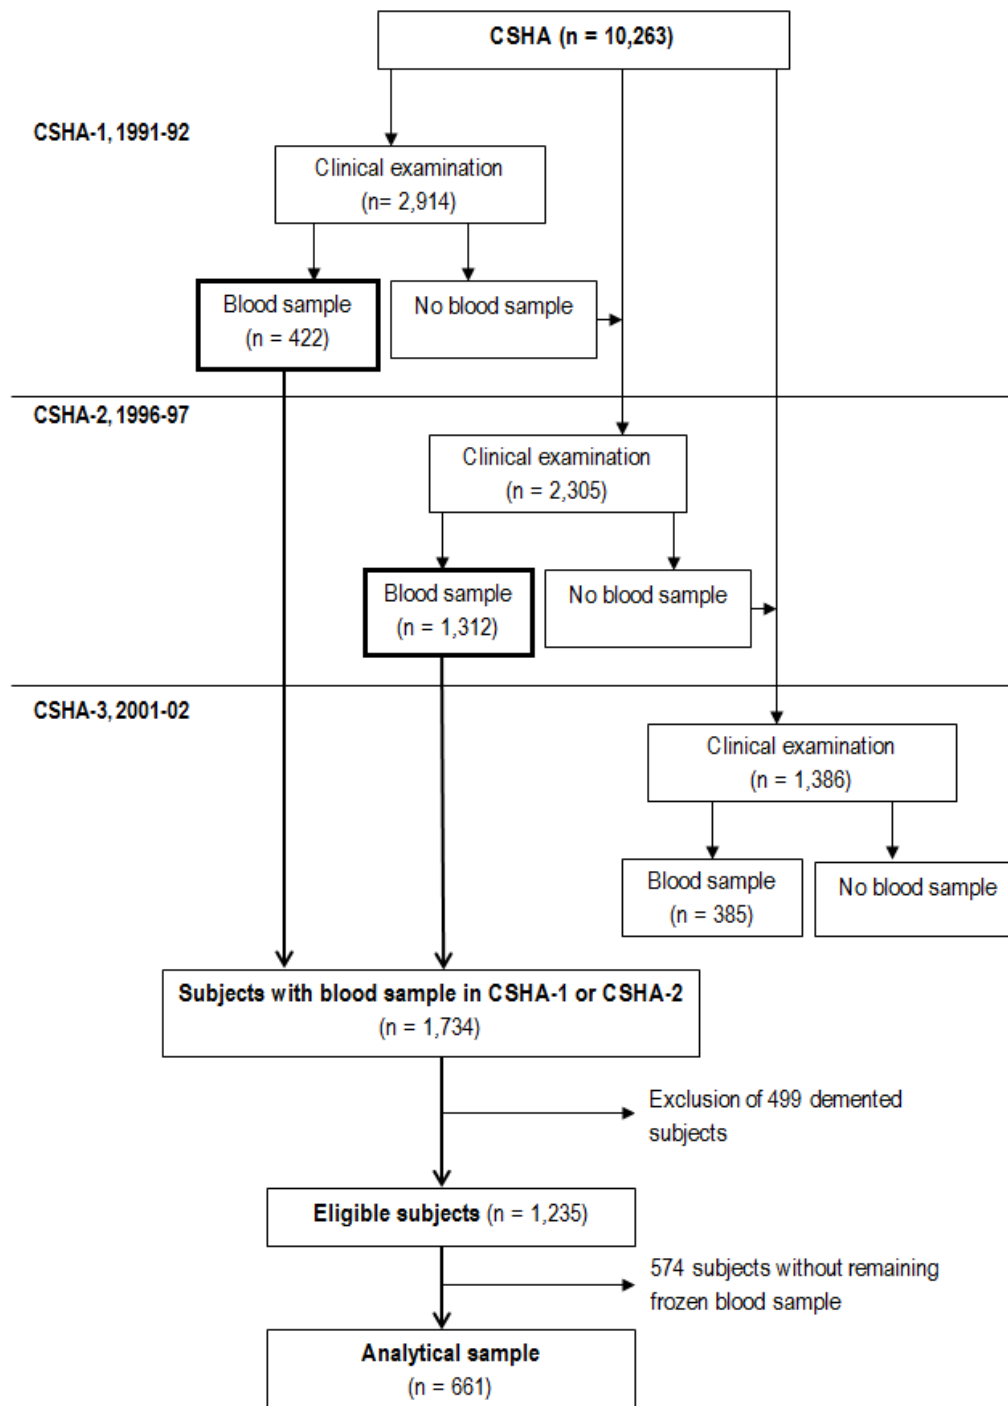 CSHA (n = 10,263)
CSHA-1, 1991-92
Clinical examination
(n= 2,914)
Blood sample
(n = 422)
No blood sample
CSHA-2, 1996-97
Clinical examination
(n = 2,305)
Blood sample
(n = 1,312)
No blood sample
CSHA-3, 2001-02
Clinical examination
(n = 1,386)
Blood sample
(n = 385)
No blood sample
Subjects with blood sample in CSHA-1 or CSHA-2
(n = 1,734)
Exclusion of 499 demented
subjects
Eligible subjects (n = 1,235)
574 subjects without remaining
frozen blood sample
Analytical sample
(n = 661)